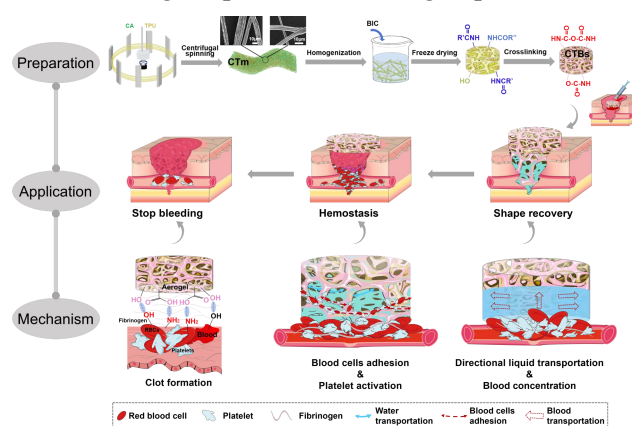 CA
TPU
Centrifugal
spinning
10μm
10μm
CTm
Homogenization
BIC
Freeze drying
O
R'CNH
NHCOR''
HO
HNCR'
O
Crosslinking
O
O
HN-C-OR
O-C-NH
CTBs
O-C-NH
O
Preparation
Application
Stop bleeding
Hemostasis
Shape recovery
Mechanism
Aerogel
HO
OH
HO
OH
OH
NH₂
NH₂
OH
Fibrinogen
RBCs
Blood
Platelets
Clot formation
Blood cells adhesion
&
Platelet activation
Directional liquid transportation
&
Blood concentration
Red blood cell
Platelet
Fibrinogen
Water
transportation
Blood cells
adhesion
Blood
transportation